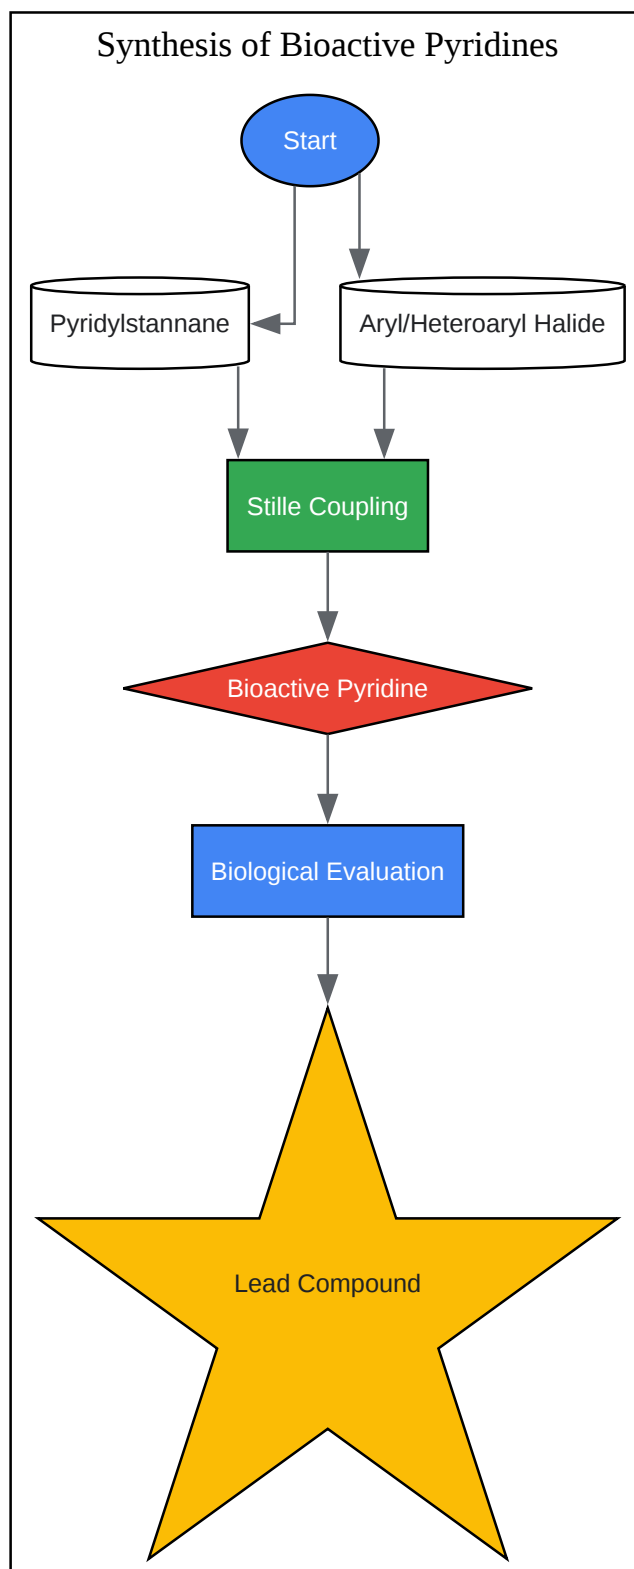 Synthesis of Bioactive Pyridines
Start
Pyridylstannane
Aryl/Heteroaryl Halide
Stille Coupling
Bioactive Pyridine
Biological Evaluation
Lead Compound